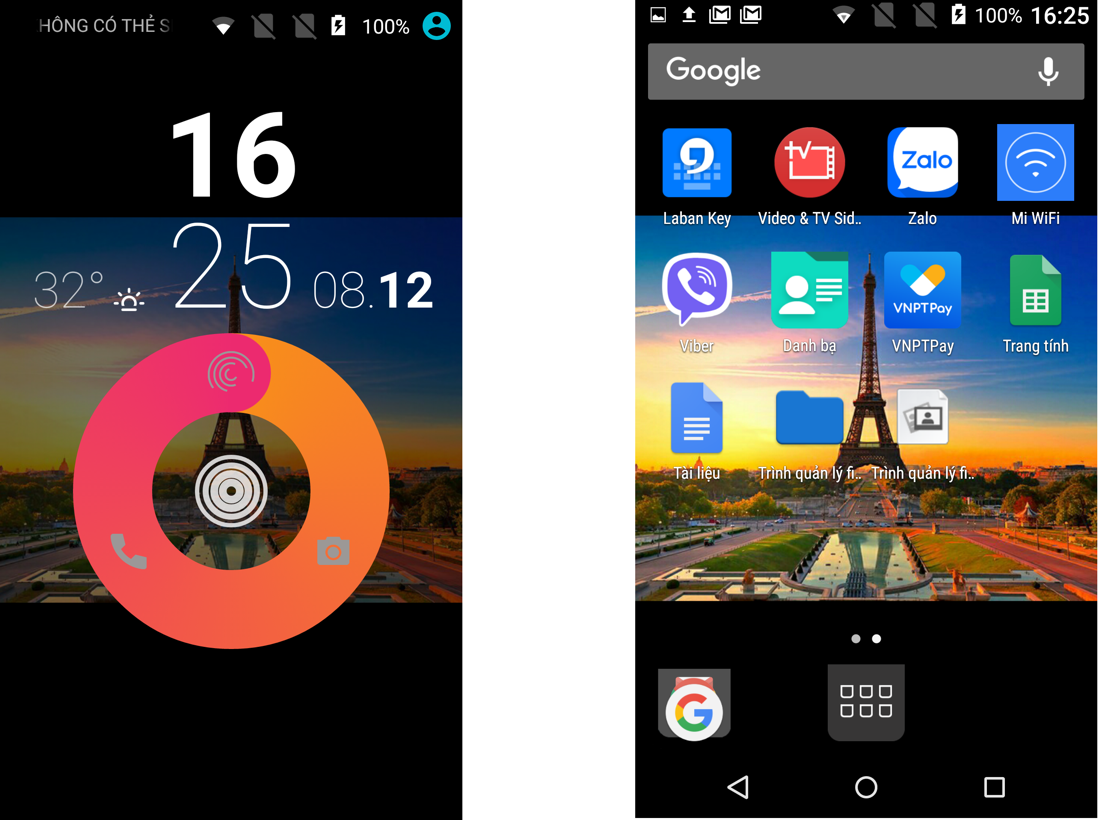 HÔNG CÓ THẺ S
100%
16
25
32°
08.12
100% 16:25
Google
Laban Key
Video & TV Sid..
Zalo
Zalo
Mi WiFi
VNPTPay
Viber
Danh bạ
VNPTPay
Trang tính
Tài liệu
Trình quản lý fi..
Trình quản lý fi..
G